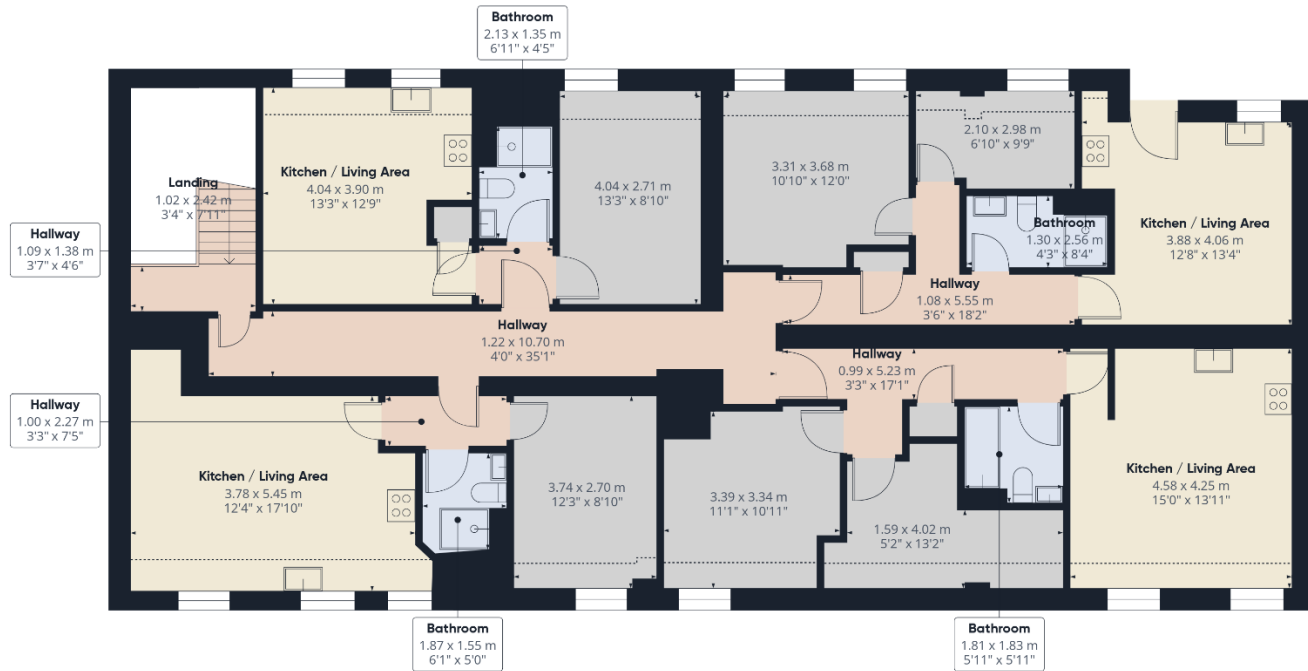 Bathroom
2.13 x 1.35 m
6'11" x 4'5"
Kitchen / Living Area
4.04 x 3.90 m
13'3" x 12'9"
Landing
1.02 x 2.42 m
3'4" x 7'11"
4.04 x 2.71 m
13'3" x 8'10"
3.31 x 3.68 m
10'10" x 12'0"
2.10 x 2.98 m
6'10" x 9'9"
Bathroom
1.30 x 2.56 m
4'3" x 8'4"
Kitchen / Living Area
3.88 x 4.06 m
12'8" x 13'4"
Hallway
1.09 x 1.38 m
3'7" x 4'6"
Hallway
1.08 x 5.55 m
3'6" x 18'2"
Hallway
1.22 x 10.70 m
4'0" x 35'1"
Hallway
0.99 x 5.23 m
3'3" x 17'1"
Hallway
1.00 x 2.27 m
3'3" x 7'5"
Kitchen / Living Area
3.78 x 5.45 m
12'4" x 17'10"
3.74 x 2.70 m
12'3" x 8'10"
3.39 x 3.34 m
11'1" x 10'11"
1.59 x 4.02 m
5'2" x 13'2"
Kitchen / Living Area
4.58 x 4.25 m
15'0" x 13'11"
Bathroom
1.87 x 1.55 m
6'1" x 5'0"
Bathroom
1.81 x 1.83 m
5'11" x 5'11"